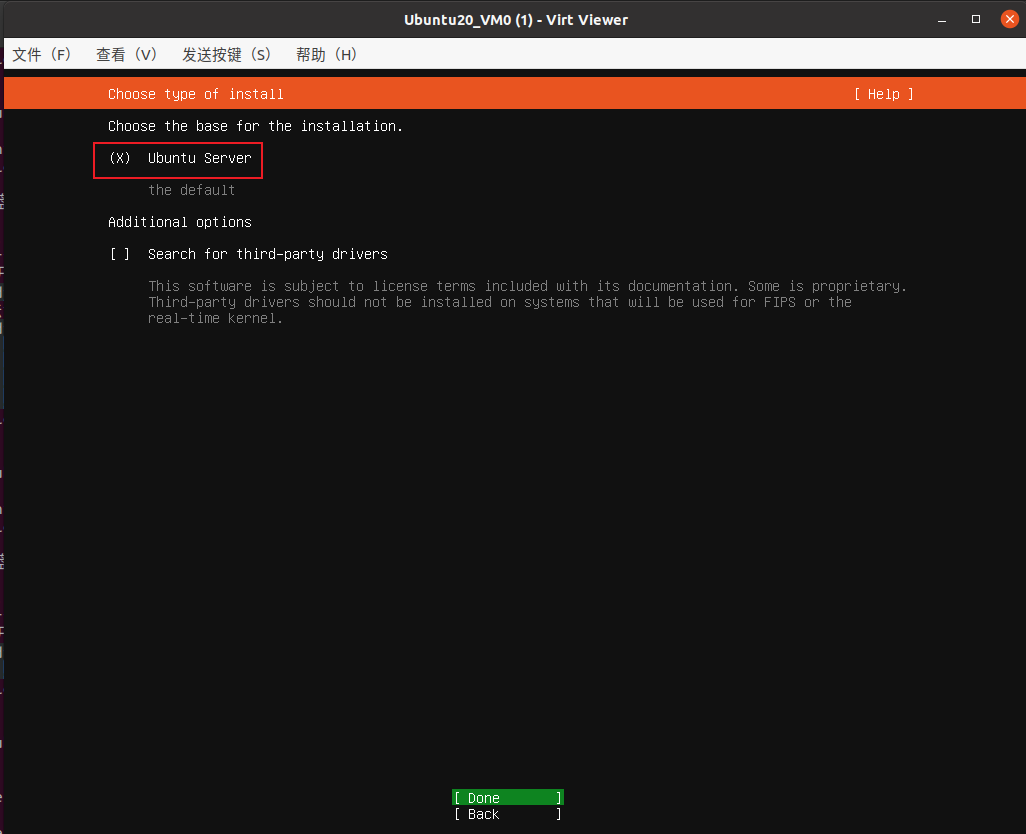 Ubuntu20_VM0 (1) - Virt Viewer
文件（F） 查看（V） 发送按键（S） 帮助（H）
Choose type of install [ Help ]
Choose the base for the installation.
(X) Ubuntu Server
the default
Additional options
[ ] Search for third-party drivers
This software is subject to license terms included with its documentation. Some is proprietary.
Third-party drivers should not be installed on systems that will be used for FIPS or the
real-time kernel.
[ Done ]
[ Back ]